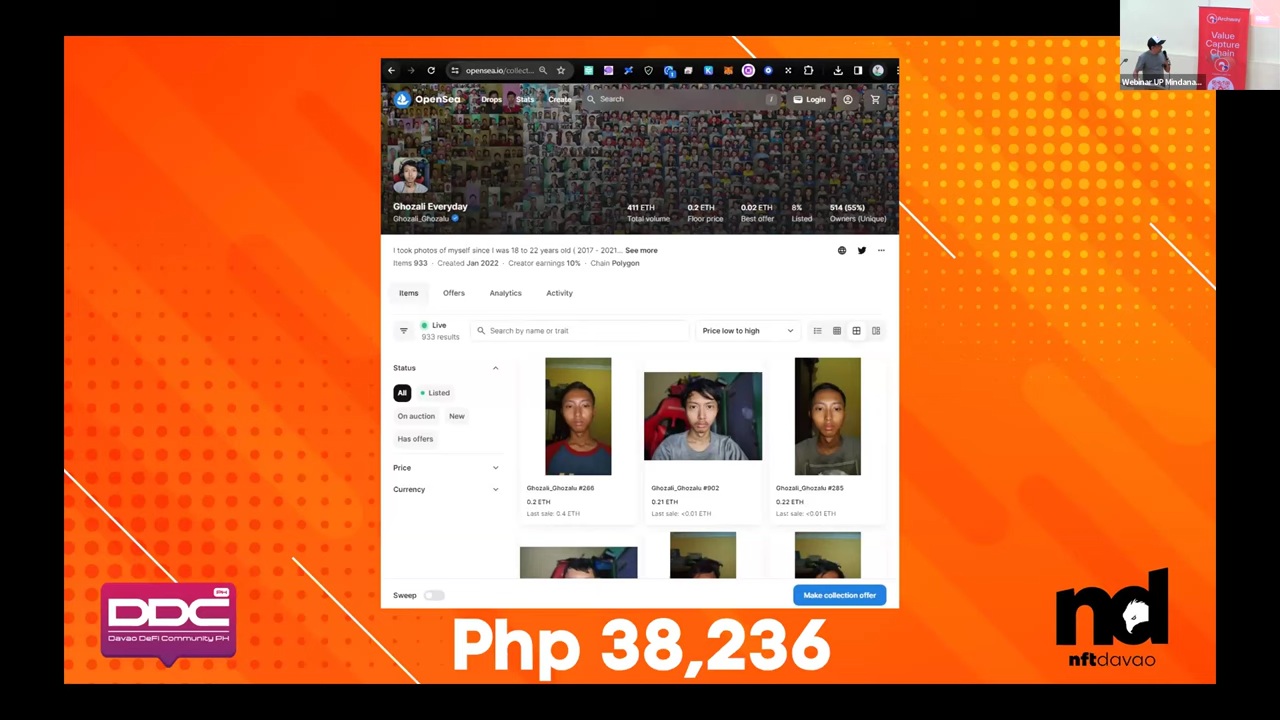 Archway
Value
Capture
Chain
Webinar UP Mindana...
opensea.io/collect...
OpenSea
Drops
Stats
Create
Search
/
Login
Ghozali Everyday
Ghozali_Ghozalu
411 ETH
Total volume
0.2 ETH
Floor price
0.02 ETH
Best offer
8%
Listed
514 (55%)
Owners (Unique)
I took photos of myself since I was 18 to 22 years old ( 2017 - 2021... See more
Items 933 · Created Jan 2022 · Creator earnings 10% · Chain Polygon
Items
Offers
Analytics
Activity
Live
933 results
Search by name or trait
Price low to high
Status
All
Listed
On auction
New
Has offers
Price
Currency
Ghozali_Ghozalu #286
0.2 ETH
Last sale: 0.4 ETH
Ghozali_Ghozalu #902
0.21 ETH
Last sale: <0.01 ETH
Ghozali_Ghozalu #285
0.22 ETH
Last sale: <0.01 ETH
Sweep
Make collection offer
DDC PH
Davao DeFi Community PH
Php 38,236
nd
nftdavao